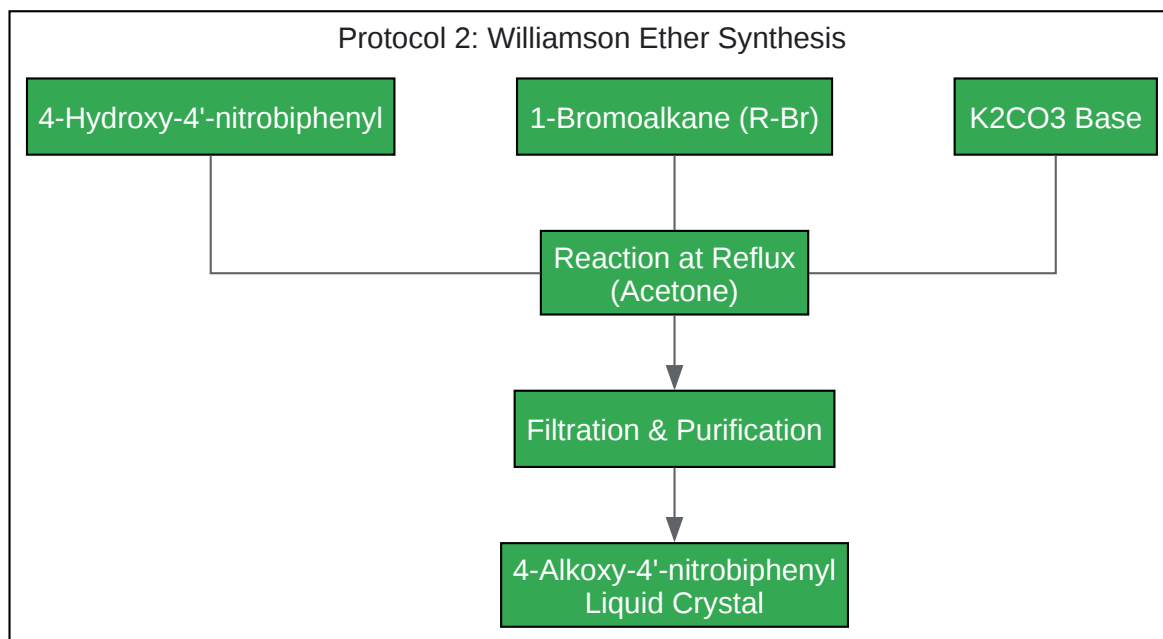 Protocol 2: Williamson Ether Synthesis
4-Hydroxy-4'-nitrobiphenyl
1-Bromoalkane (R-Br)
K2CO3 Base
Reaction at Reflux
(Acetone)
Filtration & Purification
4-Alkoxy-4'-nitrobiphenyl
Liquid Crystal